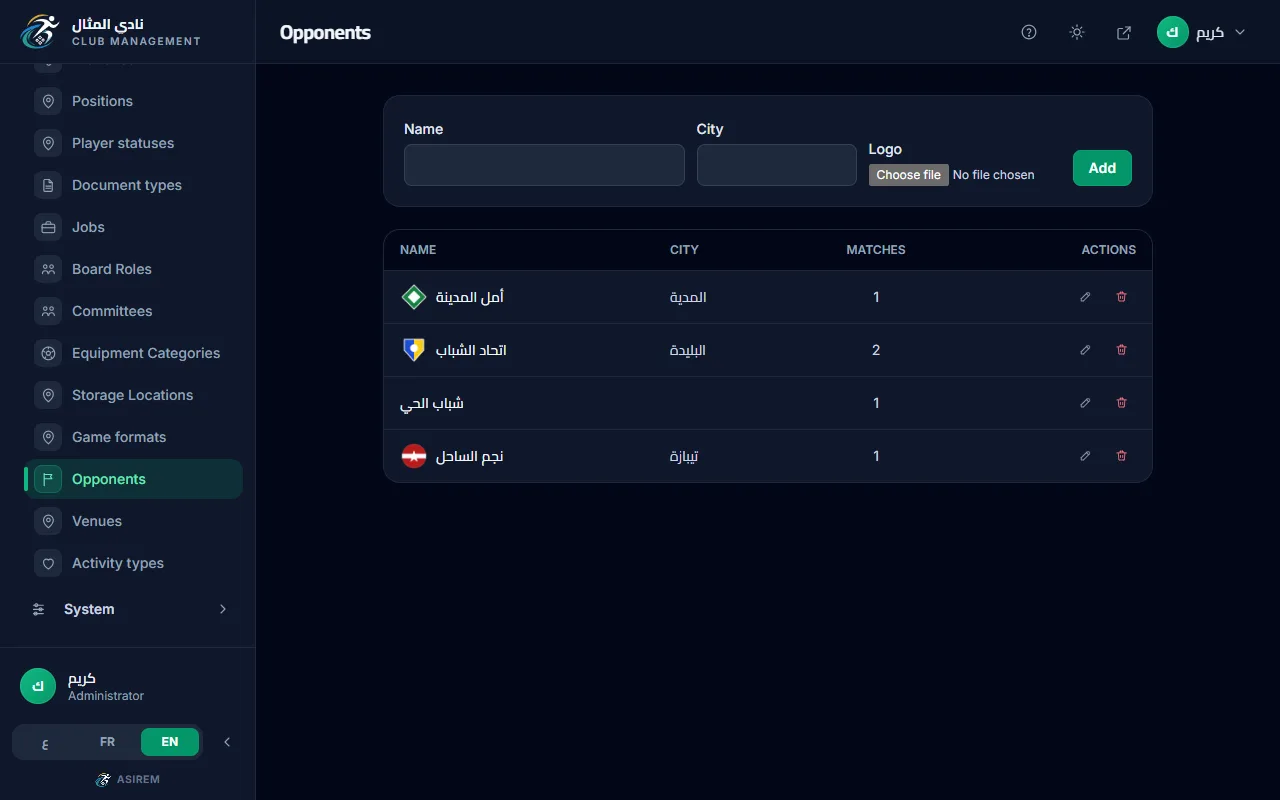 نادي المثال
CLUB MANAGEMENT
Positions
Player statuses
Document types
Jobs
Board Roles
Committees
Equipment Categories
Storage Locations
Game formats
Opponents
Venues
Activity types
System
ك
كريم
Administrator
ع FR EN
ASIREM
Opponents
ك كريم
Name City Logo
Choose file No file chosen
Add
NAME CITY MATCHES ACTIONS
أمل المدينة المدية 1
اتحاد الشباب البليدة 2
شباب الحي 1
نجم الساحل تيبازة 1